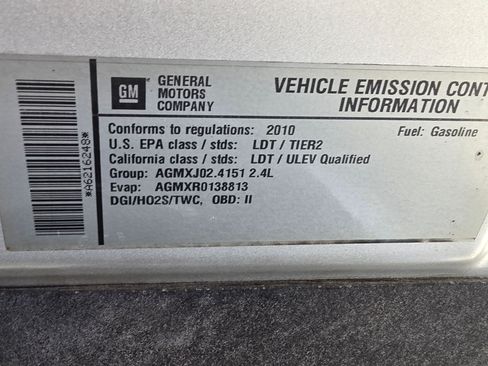 GM
GENERAL
MOTORS
COMPANY
VEHICLE EMISSION CONT
INFORMATION
Conforms to regulations: 2010 Fuel: Gasoline
U.S. EPA class / stds: LDT / TIER2
California class / stds: LDT / ULEV Qualified
Group: AGMXJ02.4151 2.4L
Evap: AGMXR0138813
DGI/HO2S/TWC, OBD: II
*A6216248*